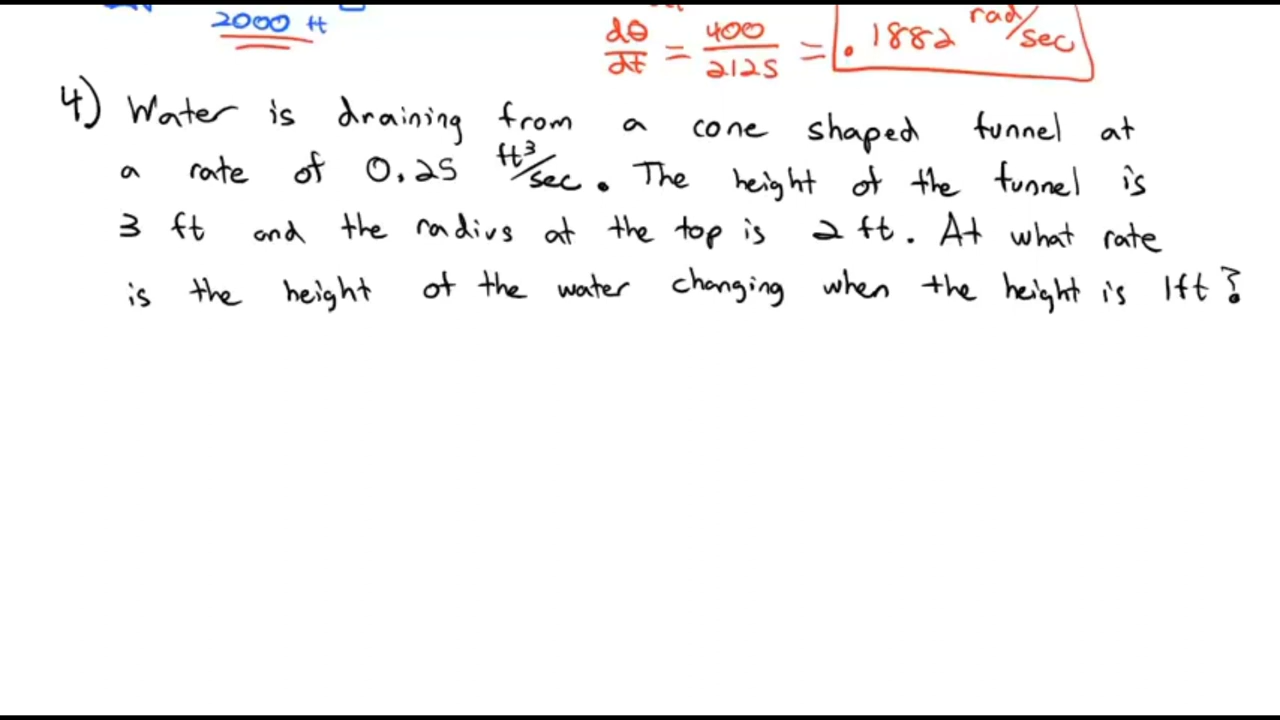 2000 ft
dθ/dt = 400/2125 = .1882 rad/sec
4) Water is draining from a cone shaped funnel at
a rate of 0.25 ft³/sec. The height of the funnel is
3 ft and the radius at the top is 2 ft. At what rate
is the height of the water changing when the height is 1ft?